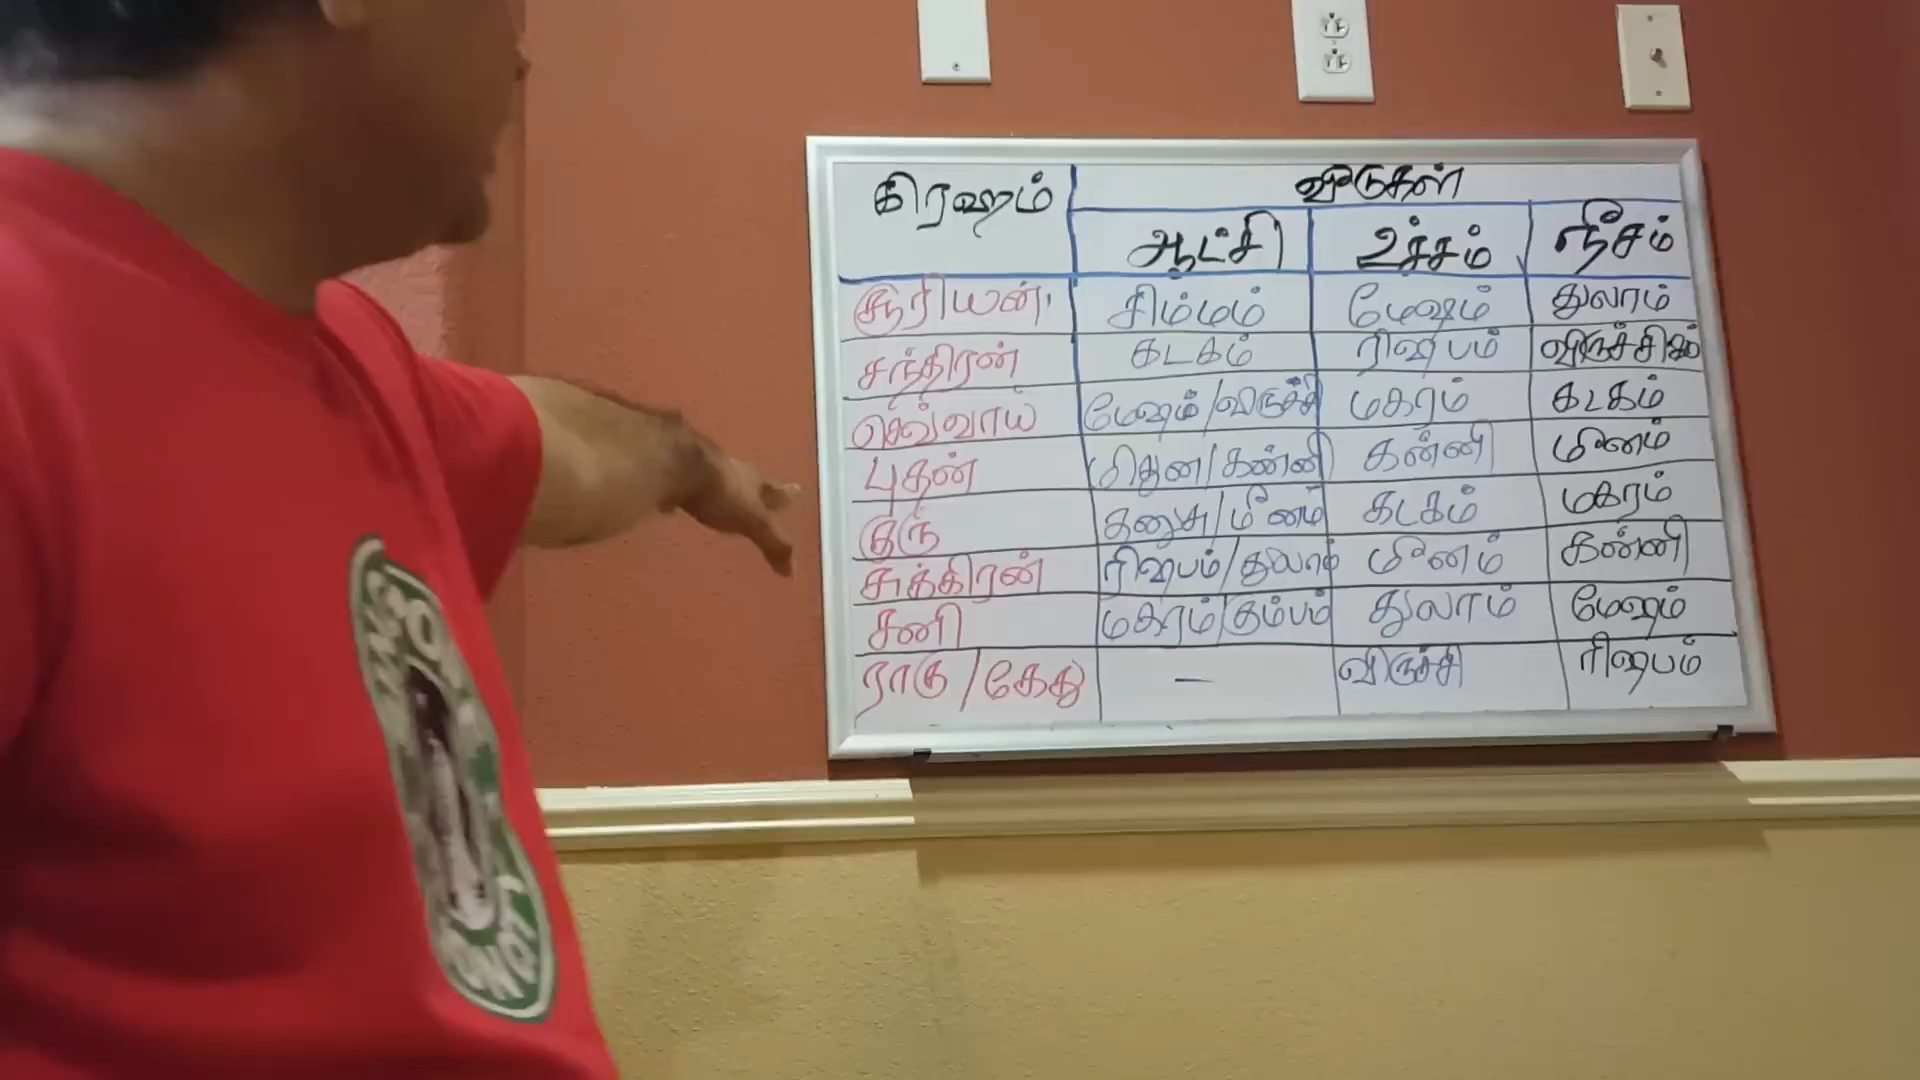 கிரஹம் வீடுகள்
ஆட்சி உச்சம் நீசம்
சூரியன் சிம்மம் மேஷம் துலாம்
சந்திரன் கடகம் ரிஷபம் விருச்சிகம்
செவ்வாய் மேஷம்/விருச்சி மகரம் கடகம்
புதன் மிதுன/கன்னி கன்னி மீனம்
குரு தனுசு/மீனம் கடகம் மகரம்
சுக்கிரன் ரிஷபம்/துலாம் மீனம் கன்னி
சனி மகரம்/கும்பம் துலாம் மேஷம்
ராகு/கேது — விருச்சி ரிஷபம்